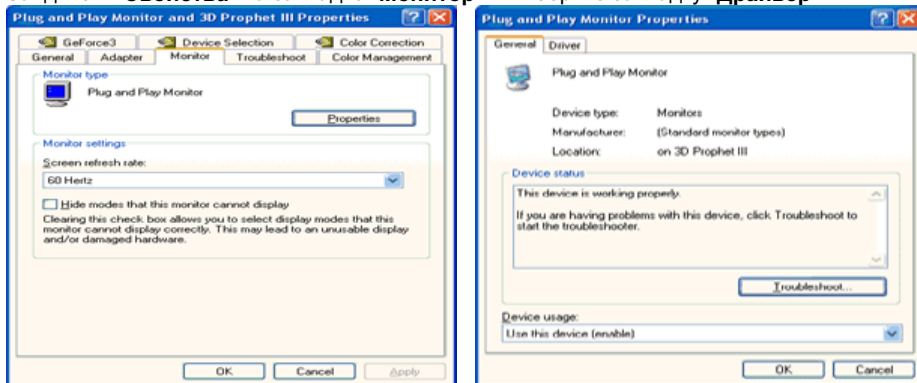 "Свойства"
"Монитор"
"Драйвер"
Plug and Play Monitor and 3D Prophet III Properties
GeForce3 Device Selection Color Correction
General Adapter Monitor Troubleshoot Color Management
Monitor type
Plug and Play Monitor
Properties
Monitor settings
Screen refresh rate:
60 Hertz
Hide modes that this monitor cannot display
Clearing this check box allows you to select display modes that this
monitor cannot display correctly. This may lead to an unusable display
and/or damaged hardware.
OK Cancel Apply
Plug and Play Monitor Properties
General Driver
Plug and Play Monitor
Device type: Monitors
Manufacturer: (Standard monitor types)
Location: on 3D Prophet III
Device status
This device is working properly.
If you are having problems with this device, click Troubleshoot to
start the troubleshooter.
Troubleshoot...
Device usage:
Use this device (enable)
OK Cancel